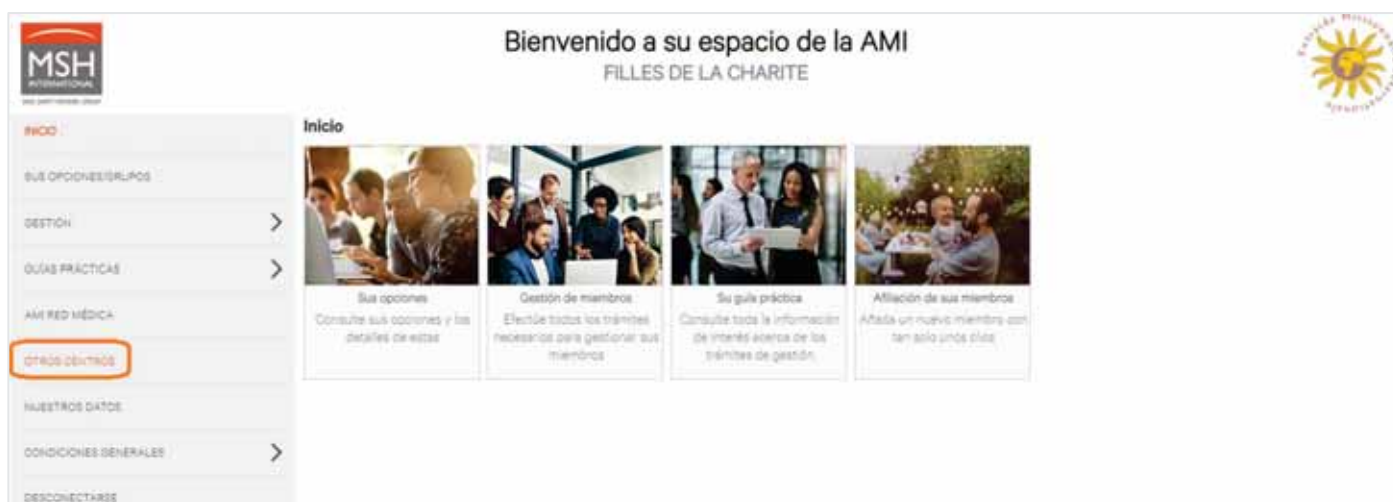 Bienvenido a su espacio de la AMI
FILLES DE LA CHARITE
MSH
INTERNATIONAL
INICIO
SUS OPCIONES/GRUPOS
GESTIÓN
GUÍAS PRÁCTICAS
AMI RED MÉDICA
OTROS CENTROS
NUESTROS DATOS
CONDICIONES GENERALES
DESCONECTARSE
Inicio
Sus opciones
Consulte sus opciones y los
detalles de estas
Gestión de miembros
Efectúe todos los trámites
necesarios para gestionar sus
miembros
Su guía práctica
Consulte toda la información
de interés acerca de los
trámites de gestión
Afiliación de sus miembros
Añada un nuevo miembro con
tan solo unos clics